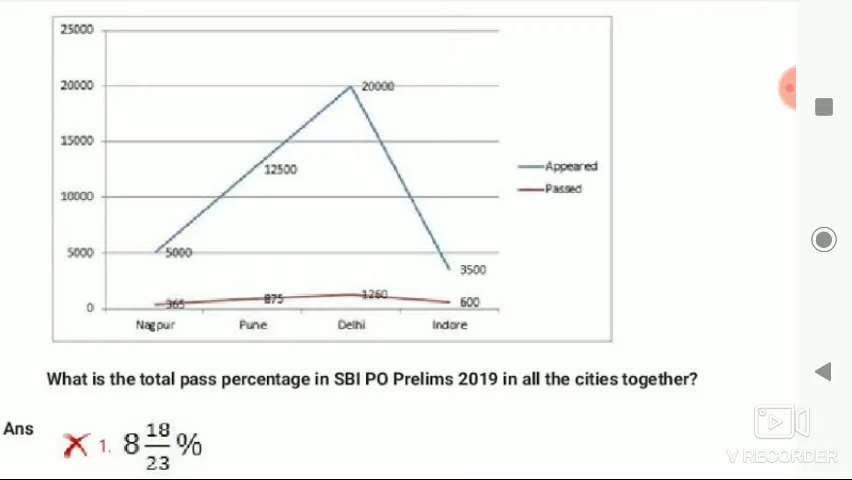 25000
20000
20000
15000
12500
Appeared
Passed
10000
5000
5000
3500
365
875
1260
600
0
Nagpur Pune Delhi Indore
What is the total pass percentage in SBI PO Prelims 2019 in all the cities together?
Ans
1. 8 18/23 %
V RECORDER